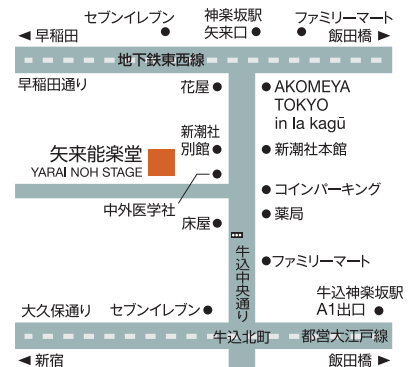 セブンイレブン
神楽坂駅
矢来口
ファミリーマート
◀ 早稲田
飯田橋 ▶
地下鉄東西線
早稲田通り
花屋
AKOMEYA
TOKYO
in la kagū
新潮社
別館
新潮社本館
矢来能楽堂
YARAI NOH STAGE
中外医学社
コインパーキング
薬局
床屋
牛込中央通り
ファミリーマート
牛込神楽坂駅
A1出口
大久保通り
セブンイレブン
牛込北町
都営大江戸線
◀ 新宿
飯田橋 ▶